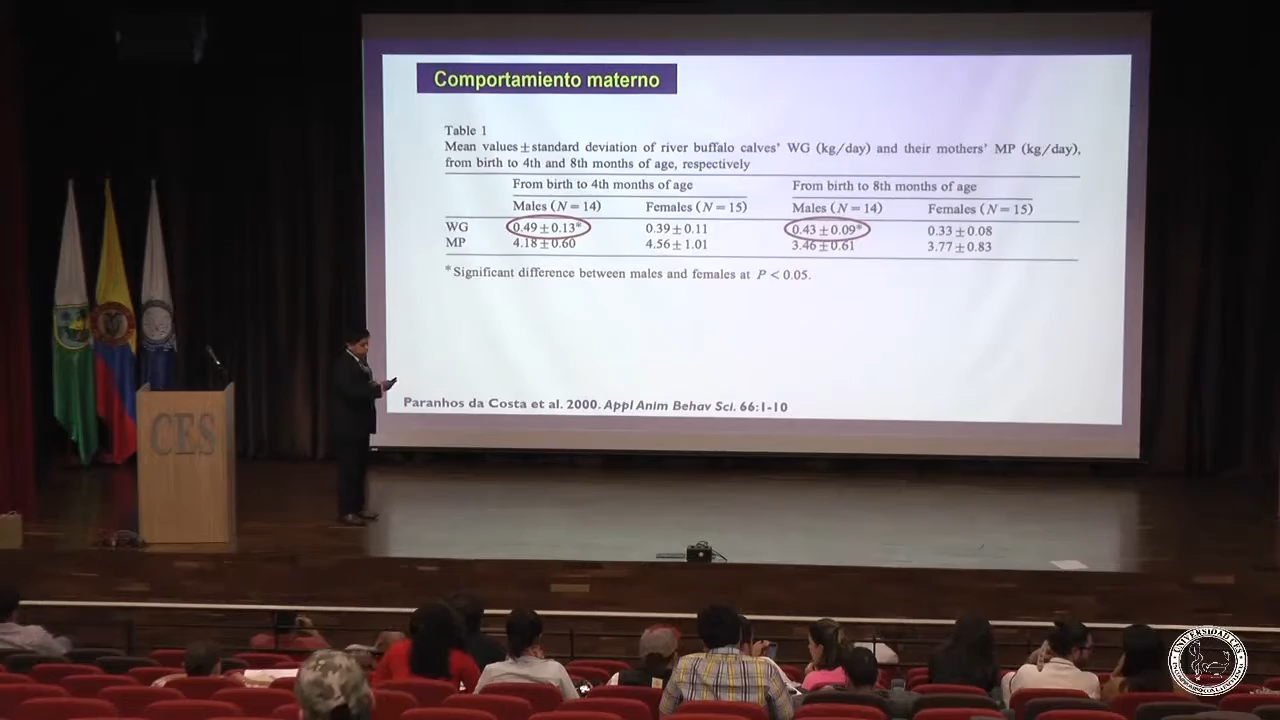 Comportamiento materno
Table 1
Mean values ± standard deviation of river buffalo calves' WG (kg/day) and their mothers' MP (kg/day),
from birth to 4th and 8th months of age, respectively
From birth to 4th months of age From birth to 8th months of age
Males (N = 14) Females (N = 15) Males (N = 14) Females (N = 15)
WG 0.49 ± 0.13* 0.39 ± 0.11 0.43 ± 0.09* 0.33 ± 0.08
MP 4.18 ± 0.60 4.56 ± 1.01 3.46 ± 0.61 3.77 ± 0.83
*Significant difference between males and females at P < 0.05.
Paranhos da Costa et al. 2000. Appl Anim Behav Sci. 66:1-10
CES
UNIVERSIDAD CES